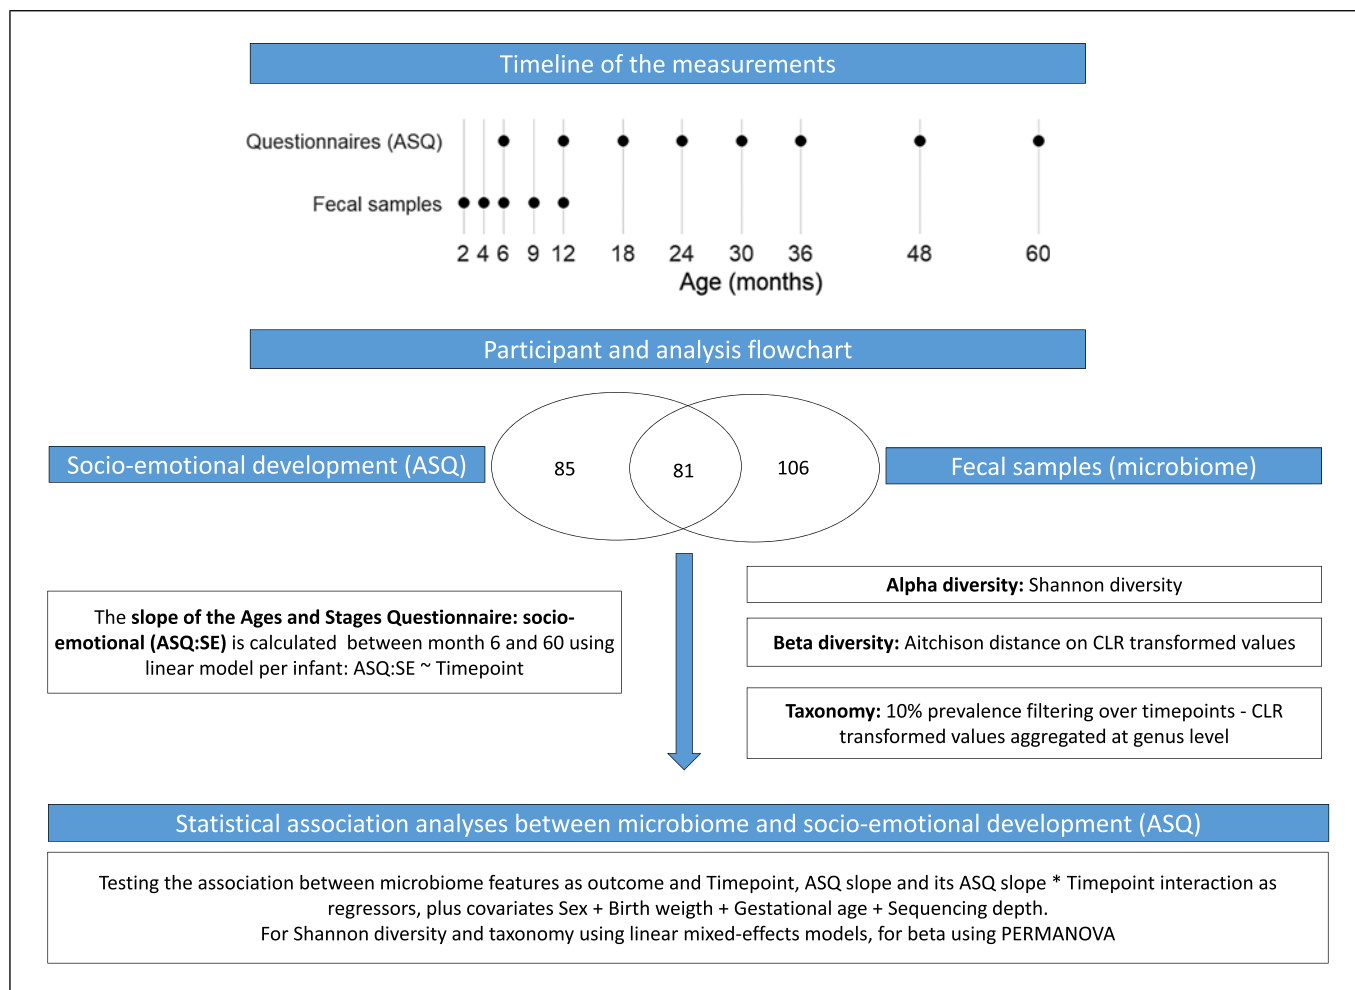 Timeline of the measurements
Questionnaires (ASQ)
Fecal samples
2 4 6 9 12 18 24 30 36 48 60
Age (months)
Participant and analysis flowchart
Socio-emotional development (ASQ)
85
81
106
Fecal samples (microbiome)
The slope of the Ages and Stages Questionnaire: socio-
emotional (ASQ:SE) is calculated between month 6 and 60 using
linear model per infant: ASQ:SE ~ Timepoint
Alpha diversity: Shannon diversity
Beta diversity: Aitchison distance on CLR transformed values
Taxonomy: 10% prevalence filtering over timepoints - CLR
transformed values aggregated at genus level
Statistical association analyses between microbiome and socio-emotional development (ASQ)
Testing the association between microbiome features as outcome and Timepoint, ASQ slope and its ASQ slope * Timepoint interaction as
regressors, plus covariates Sex + Birth weigth + Gestational age + Sequencing depth.
For Shannon diversity and taxonomy using linear mixed-effects models, for beta using PERMANOVA